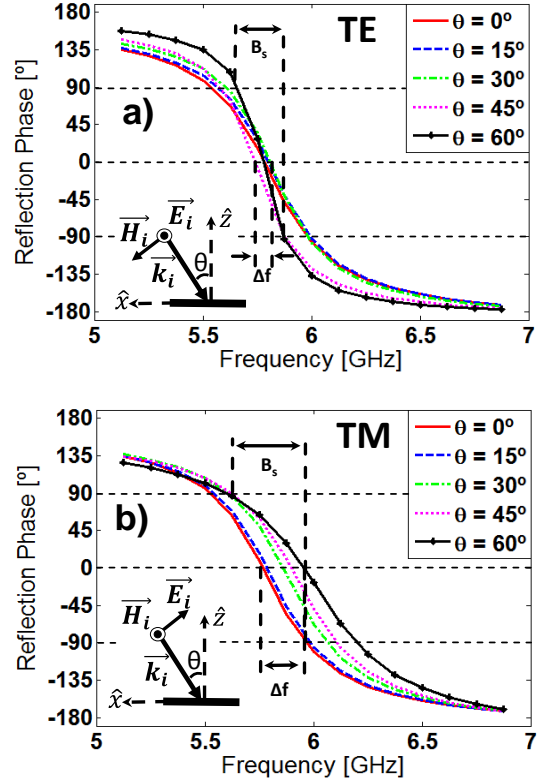 180
135
90
45
0
-45
-90
-135
-180
Reflection Phase [º]
TE
B_s
a)
θ = 0º
θ = 15º
θ = 30º
θ = 45º
θ = 60º
E_i
H_i
k_i
θ
ẑ
x̂
Δf
5 5.5 6 6.5 7
Frequency [GHz]
180
135
90
45
0
-45
-90
-135
-180
Reflection Phase [º]
TM
B_s
b)
θ = 0º
θ = 15º
θ = 30º
θ = 45º
θ = 60º
E_i
H_i
k_i
θ
ẑ
x̂
Δf
5 5.5 6 6.5 7
Frequency [GHz]